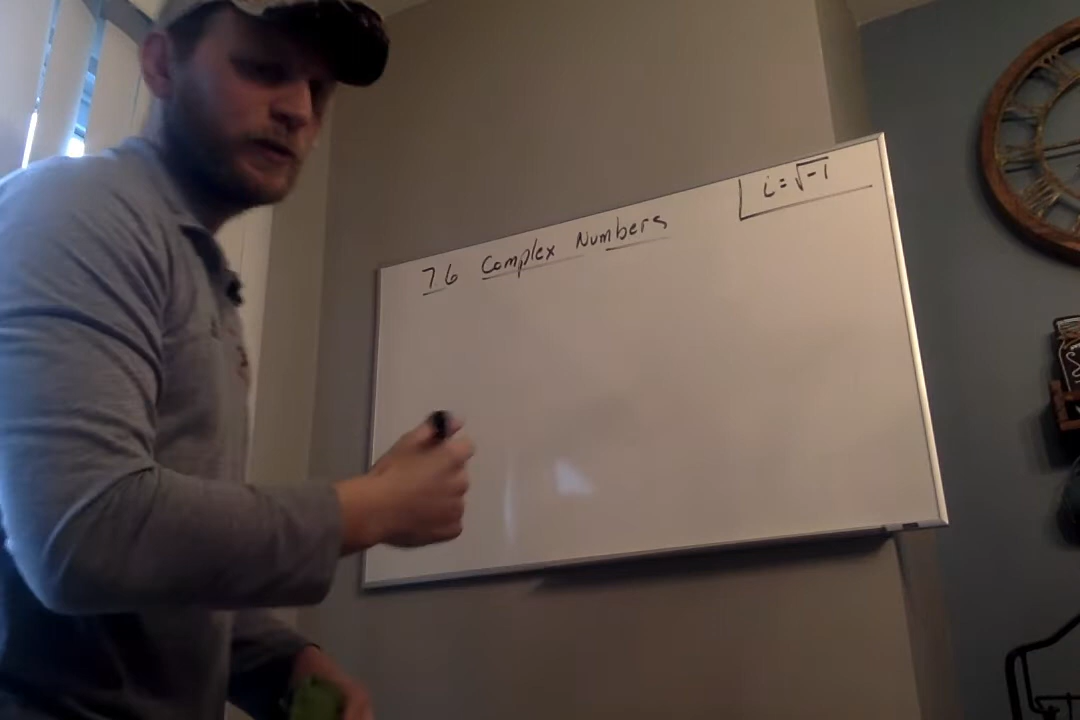 7.6 Complex Numbers
i = √-1